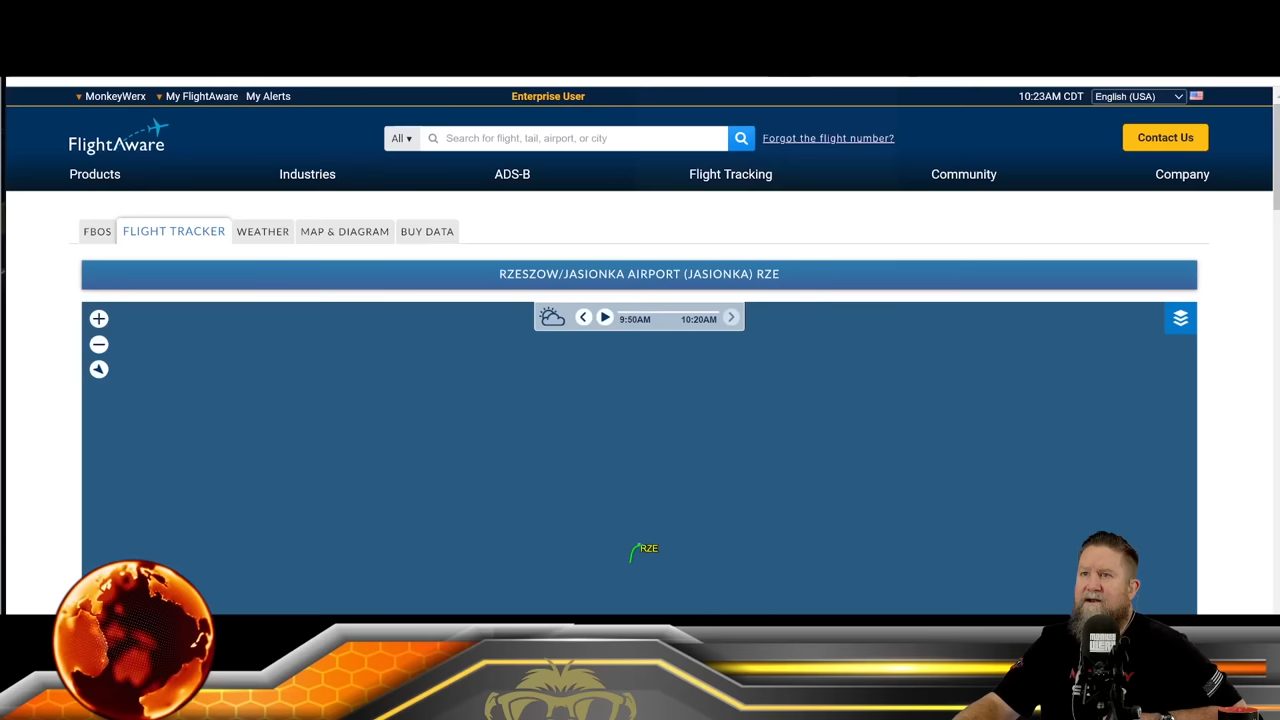 ▾ MonkeyWerx ▾ My FlightAware My Alerts Enterprise User 10:23AM CDT English (USA)
FlightAware All ▾ Search for flight, tail, airport, or city Forgot the flight number? Contact Us
Products Industries ADS-B Flight Tracking Community Company
FBOS FLIGHT TRACKER WEATHER MAP & DIAGRAM BUY DATA
RZESZOW/JASIONKA AIRPORT (JASIONKA) RZE
9:50AM 10:20AM
RZE